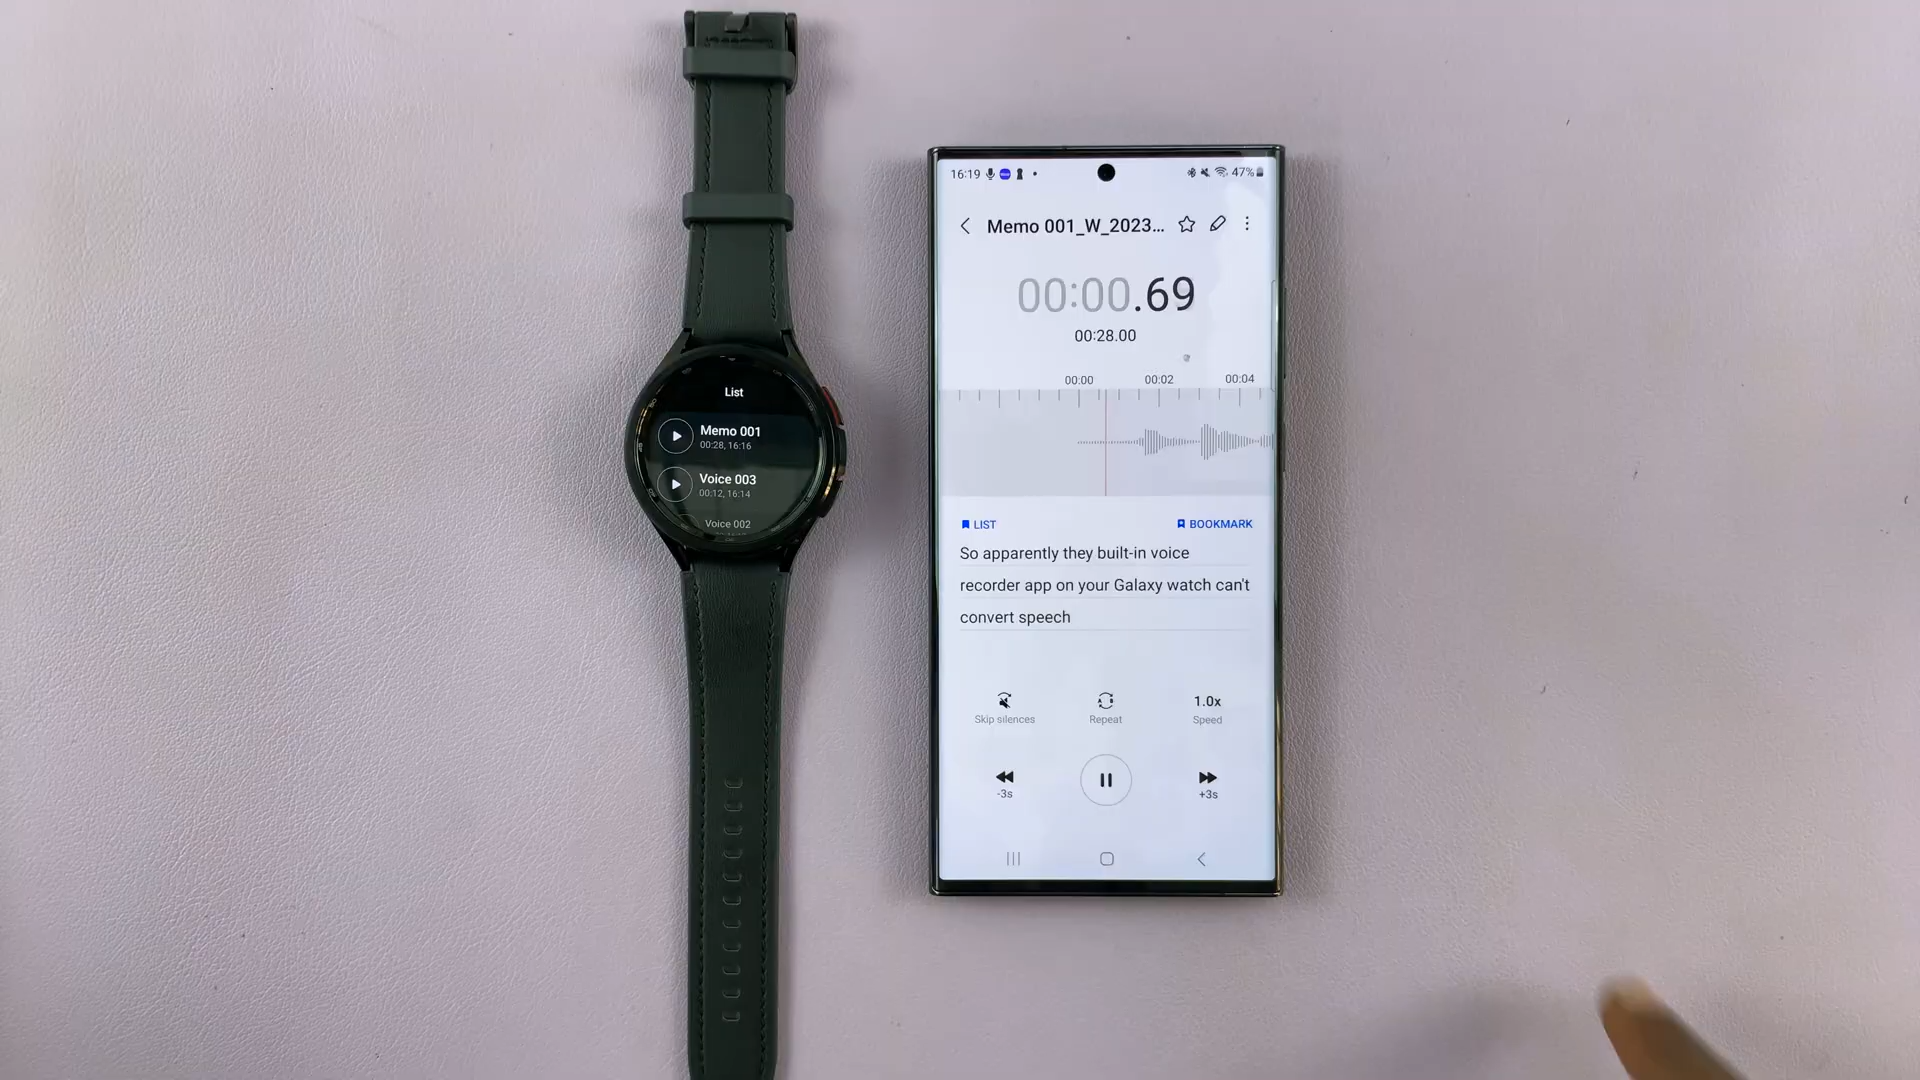 List
Memo 001
00:28, 16:16
Voice 003
00:12, 16:14
Voice 002
16:19
47%
Memo 001_W_2023...
00:00.69
00:28.00
00:00 00:02 00:04
LIST BOOKMARK
So apparently they built-in voice
recorder app on your Galaxy watch can't
convert speech
1.0x
Skip silences Repeat Speed
-3s +3s